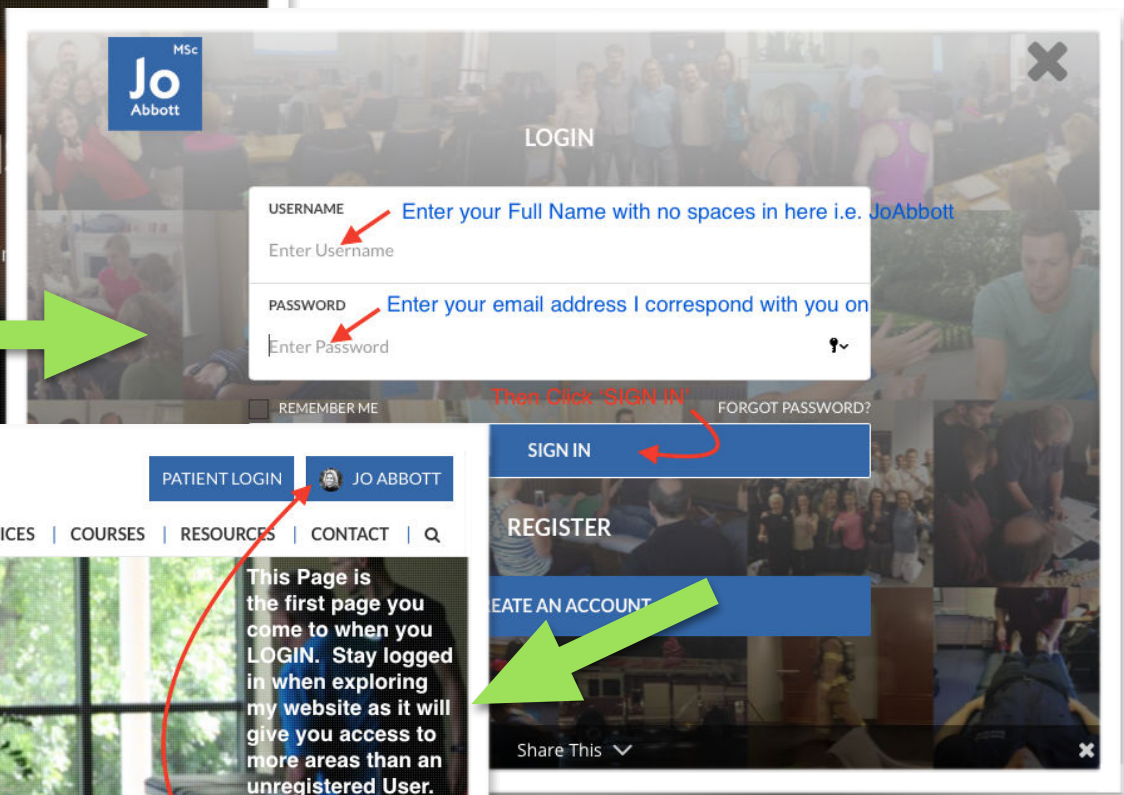 MSc
Jo
Abbott
LOGIN
USERNAME
Enter your Full Name with no spaces in here i.e. JoAbbott
Enter Username
PASSWORD
Enter your email address I correspond with you on
Enter Password
REMEMBER ME
Then Click 'SIGN IN'
FORGOT PASSWORD?
SIGN IN
REGISTER
EATE AN ACCOUNT
Share This
PATIENT LOGIN
JO ABBOTT
ICES | COURSES | RESOURCES | CONTACT |
This Page is
the first page you
come to when you
LOGIN. Stay logged
in when exploring
my website as it will
give you access to
more areas than an
unregistered User.